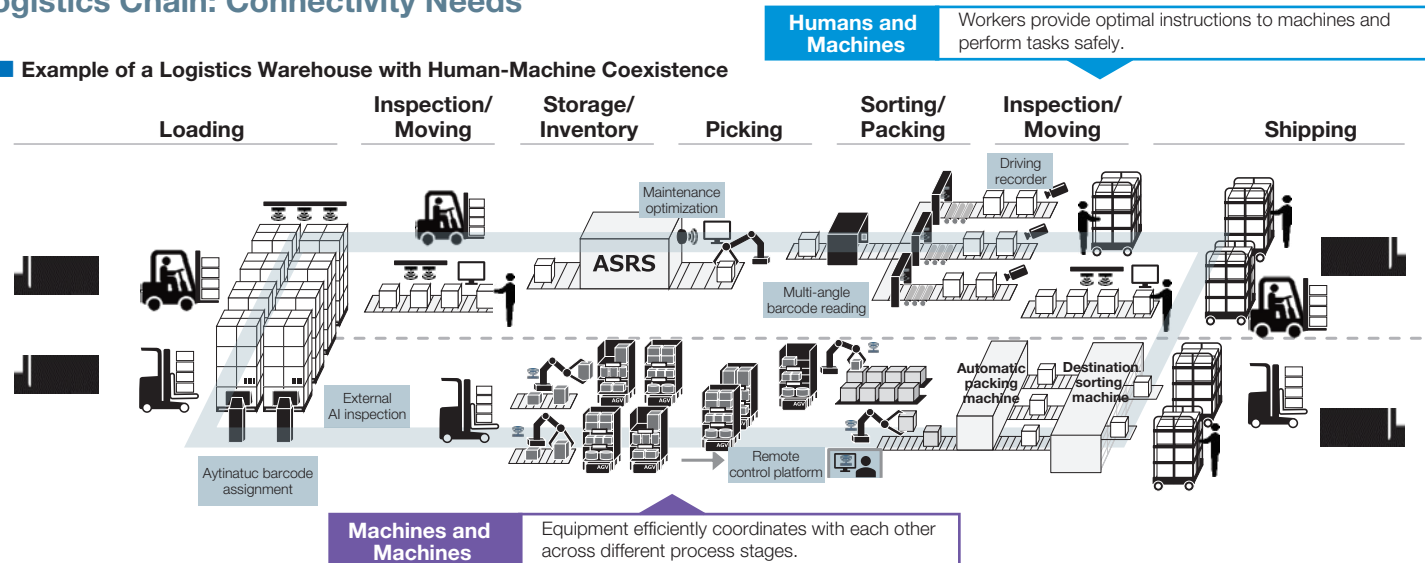 ogistics Chain: Connectivity Needs
Humans and
Machines
Workers provide optimal instructions to machines and
perform tasks safely.
Example of a Logistics Warehouse with Human-Machine Coexistence
Loading
Inspection/
Moving
Storage/
Inventory
Picking
Sorting/
Packing
Inspection/
Moving
Shipping
Driving
recorder
Maintenance
optimization
ASRS
Multi-angle
barcode reading
External
AI inspection
Automatic
packing
machine
Destination
sorting
machine
AGV
AGV
AGV
AGV
AGV
AGV
AGV
AGV
Remote
control platform
Aytinatuc barcode
assignment
Machines and
Machines
Equipment efficiently coordinates with each other
across different process stages.